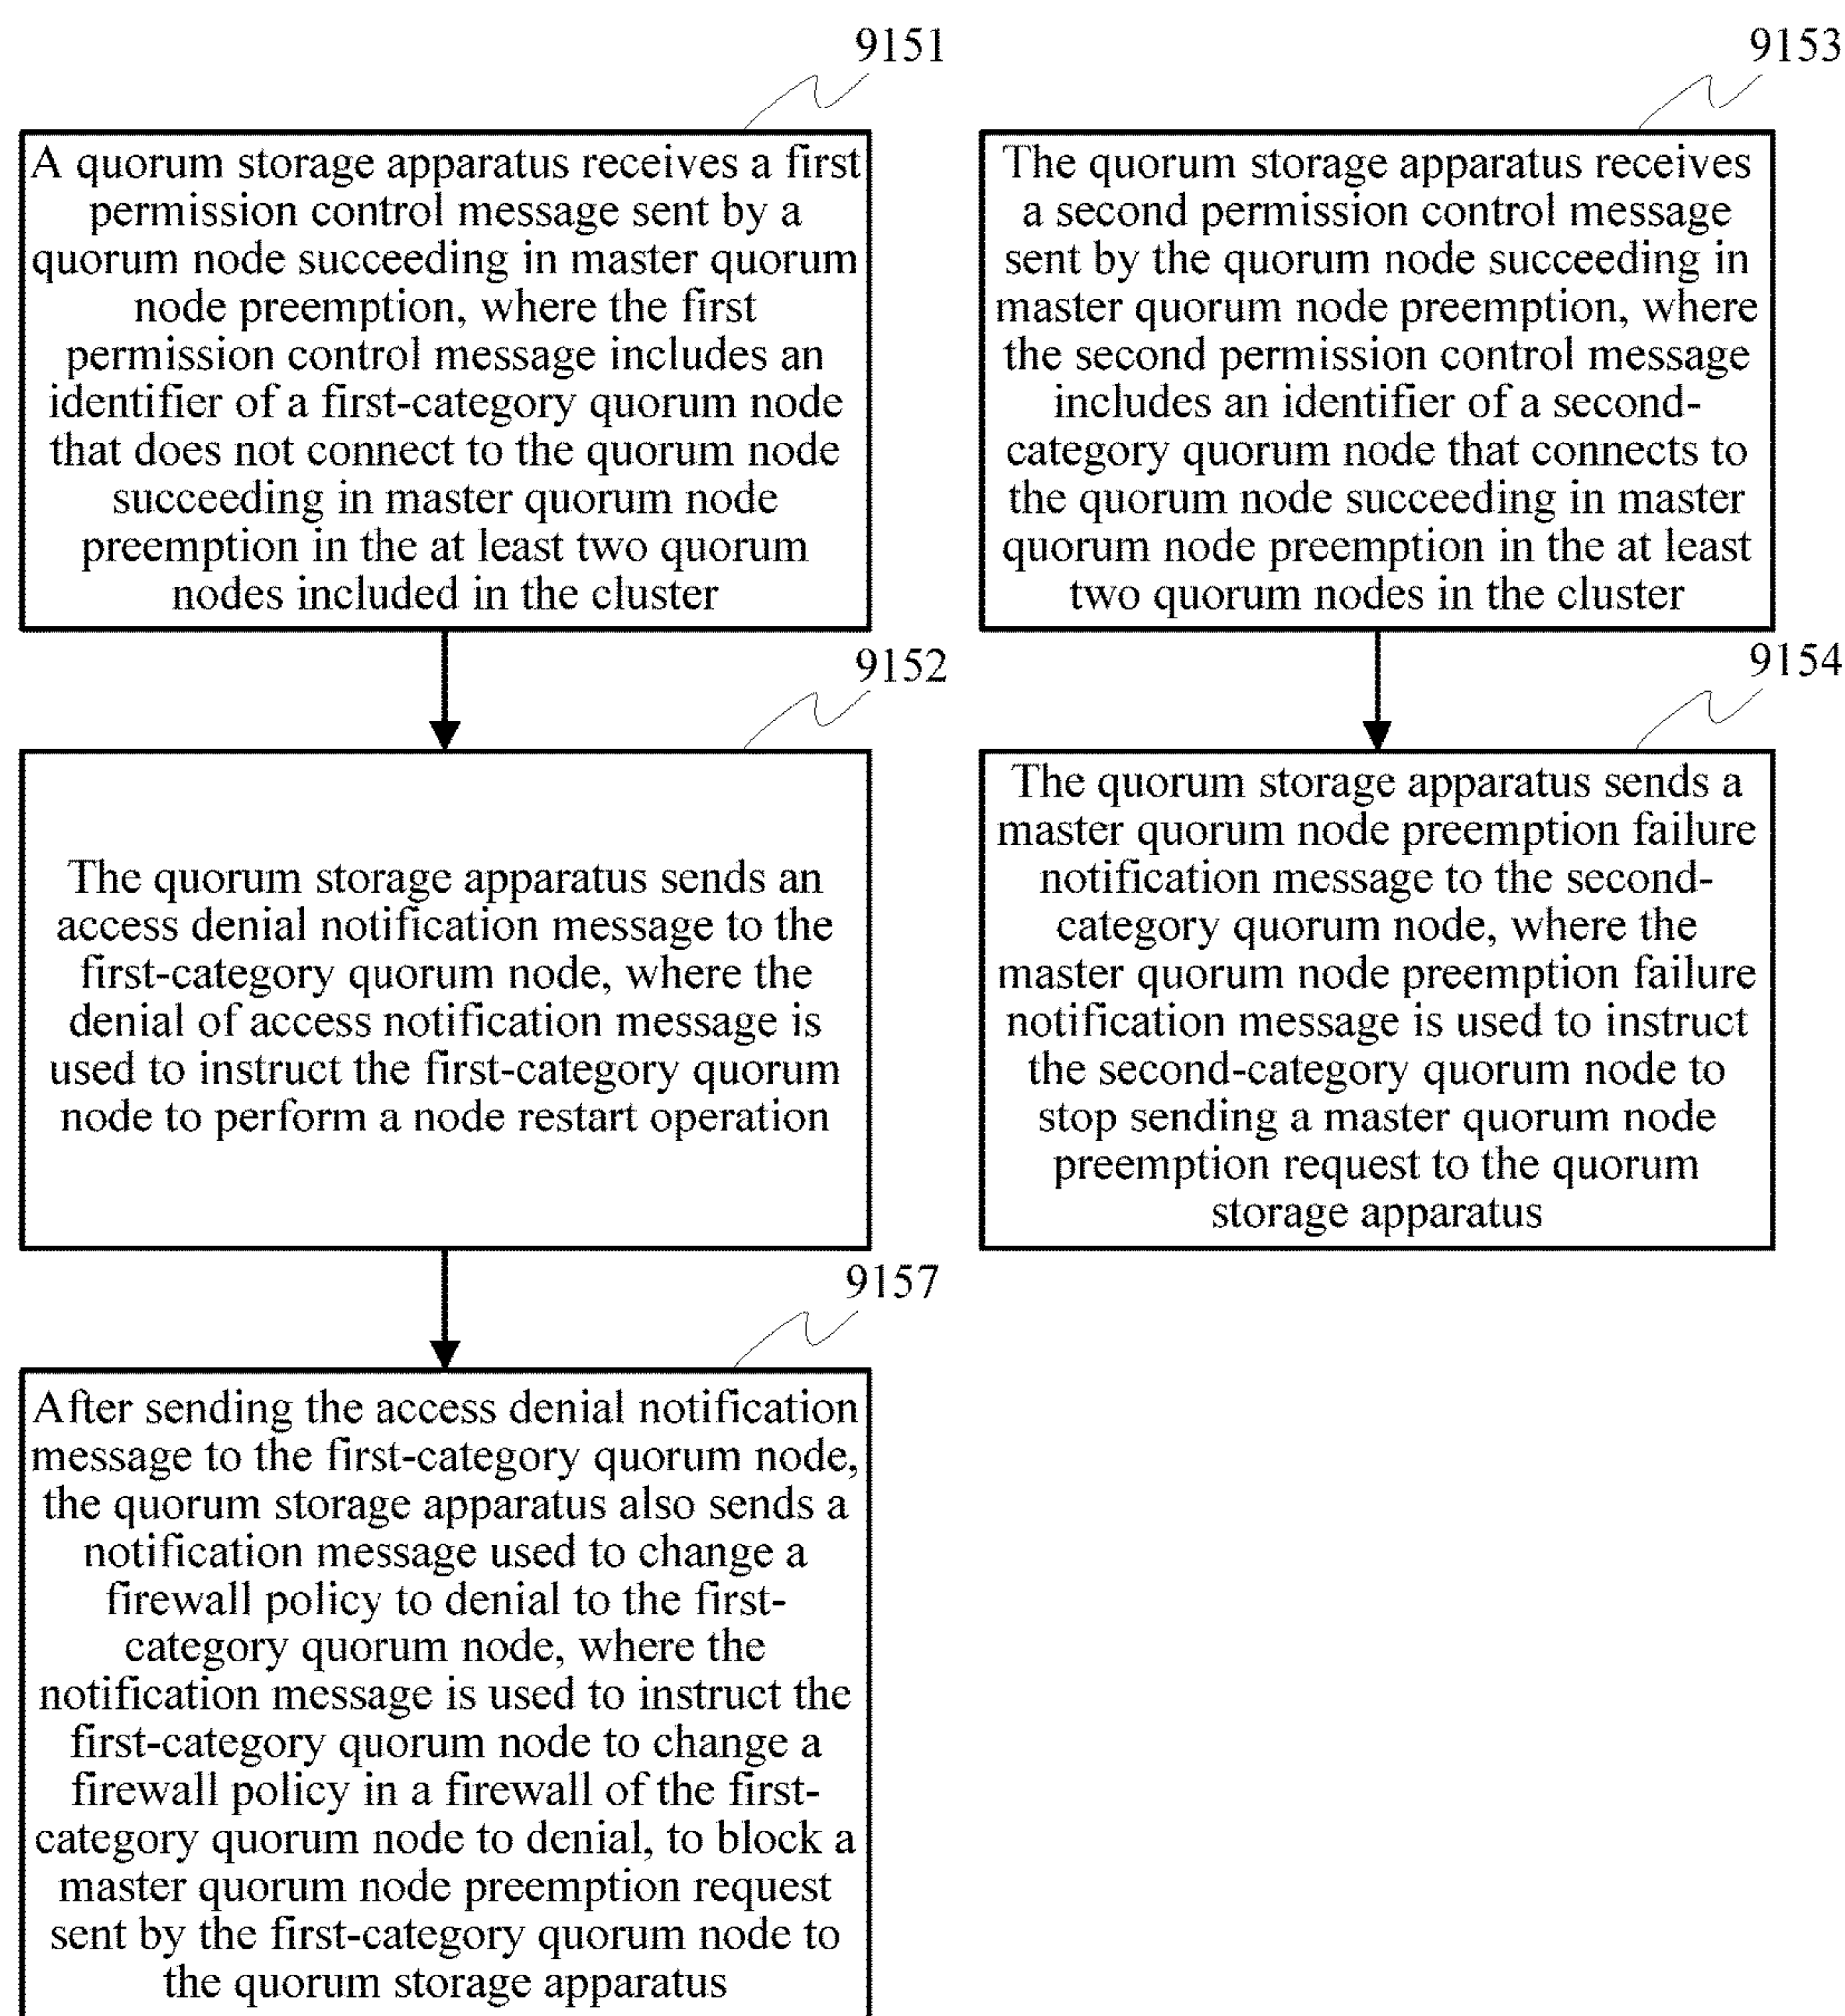 9151
A quorum storage apparatus receives a first
permission control message sent by a
quorum node succeeding in master quorum
node preemption, where the first
permission control message includes an
identifier of a first-category quorum node
that does not connect to the quorum node
succeeding in master quorum node
preemption in the at least two quorum
nodes included in the cluster
9152
The quorum storage apparatus sends an
access denial notification message to the
first-category quorum node, where the
denial of access notification message is
used to instruct the first-category quorum
node to perform a node restart operation
9157
After sending the access denial notification
message to the first-category quorum node,
the quorum storage apparatus also sends a
notification message used to change a
firewall policy to denial to the first-
category quorum node, where the
notification message is used to instruct the
first-category quorum node to change a
firewall policy in a firewall of the first-
category quorum node to denial, to block a
master quorum node preemption request
sent by the first-category quorum node to
the quorum storage apparatus
9153
The quorum storage apparatus receives
a second permission control message
sent by the quorum node succeeding in
master quorum node preemption, where
the second permission control message
includes an identifier of a second-
category quorum node that connects to
the quorum node succeeding in master
quorum node preemption in the at least
two quorum nodes in the cluster
9154
The quorum storage apparatus sends a
master quorum node preemption failure
notification message to the second-
category quorum node, where the
master quorum node preemption failure
notification message is used to instruct
the second-category quorum node to
stop sending a master quorum node
preemption request to the quorum
storage apparatus